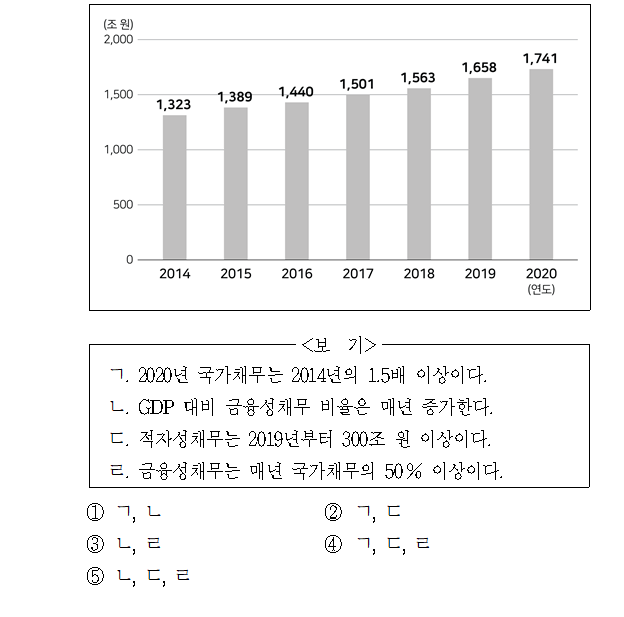 (조 원)
2,000
1,500
1,000
500
0
1,323
1,389
1,440
1,501
1,563
1,658
1,741
2014 2015 2016 2017 2018 2019 2020
(연도)
<보 기>
ㄱ. 2020년 국가채무는 2014년의 1.5배 이상이다.
ㄴ. GDP 대비 금융성채무 비율은 매년 증가한다.
ㄷ. 적자성채무는 2019년부터 300조 원 이상이다.
ㄹ. 금융성채무는 매년 국가채무의 50% 이상이다.
① ㄱ, ㄴ ② ㄱ, ㄷ
③ ㄴ, ㄹ ④ ㄱ, ㄷ, ㄹ
⑤ ㄴ, ㄷ, ㄹ